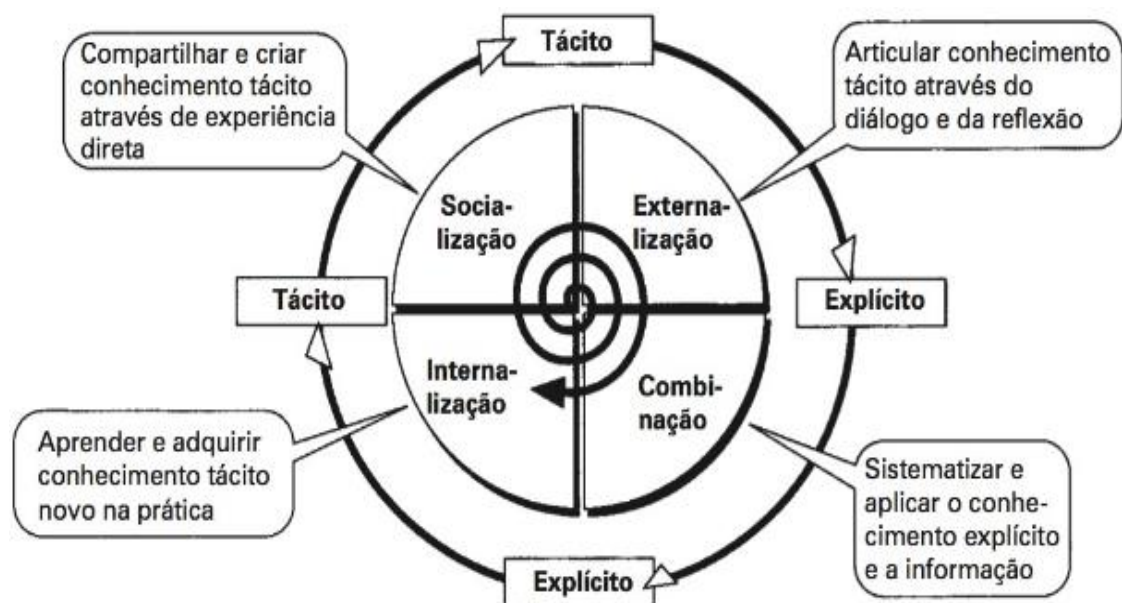 Tácito
Compartilhar e criar
conhecimento tácito
através de experiência
direta
Articular conhecimento
tácito através do
diálogo e da reflexão
Socia-
lização
Externa-
lização
Tácito
Explícito
Interna-
lização
Combi-
nação
Aprender e adquirir
conhecimento tácito
novo na prática
Sistematizar e
aplicar o conhe-
cimento explícito
e a informação
Explícito